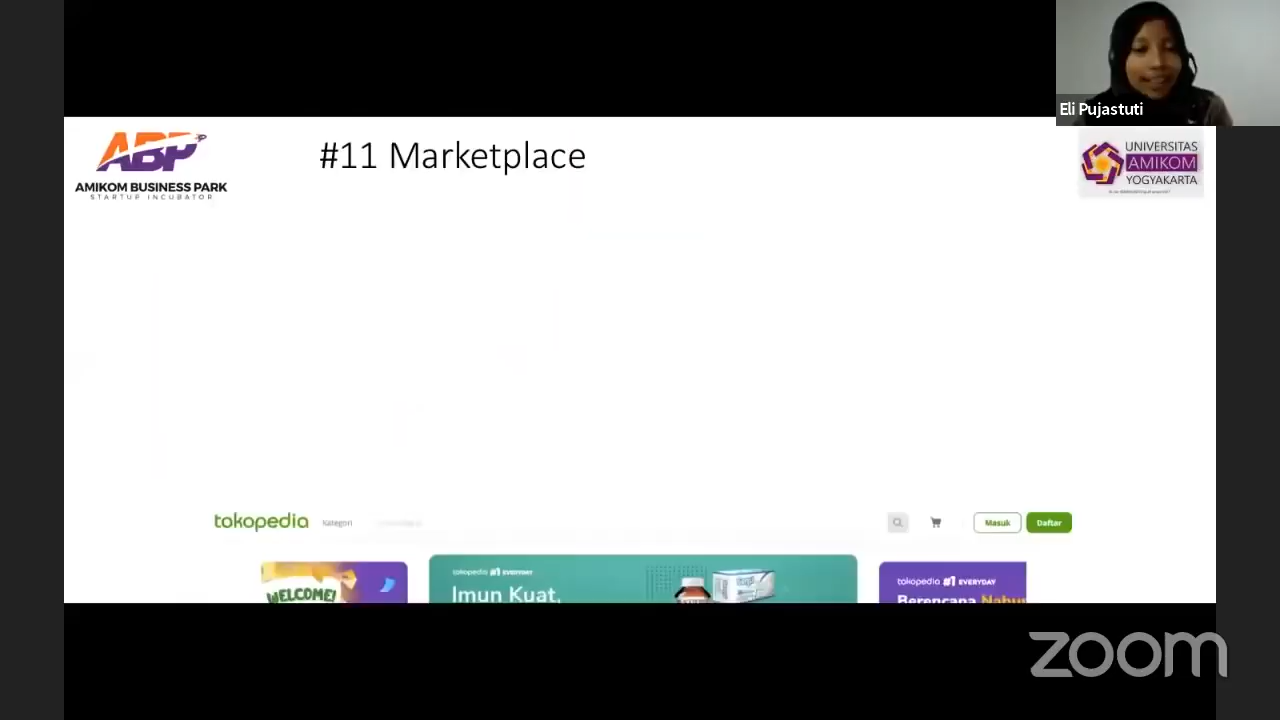 Eli Pujastuti
ABP
AMIKOM BUSINESS PARK
STARTUP INCUBATOR
#11 Marketplace
UNIVERSITAS
AMIKOM
YOGYAKARTA
tokopedia
Kategori
Masuk
Daftar
WELCOME!
tokopedia #1 EVERYDAY
Imun Kuat,
tokopedia #1 EVERYDAY
Berencana
zoom